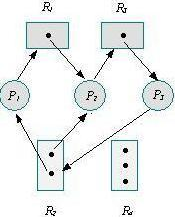 R₁ R₃
P₁ P₂ P₃
R₂ R₄